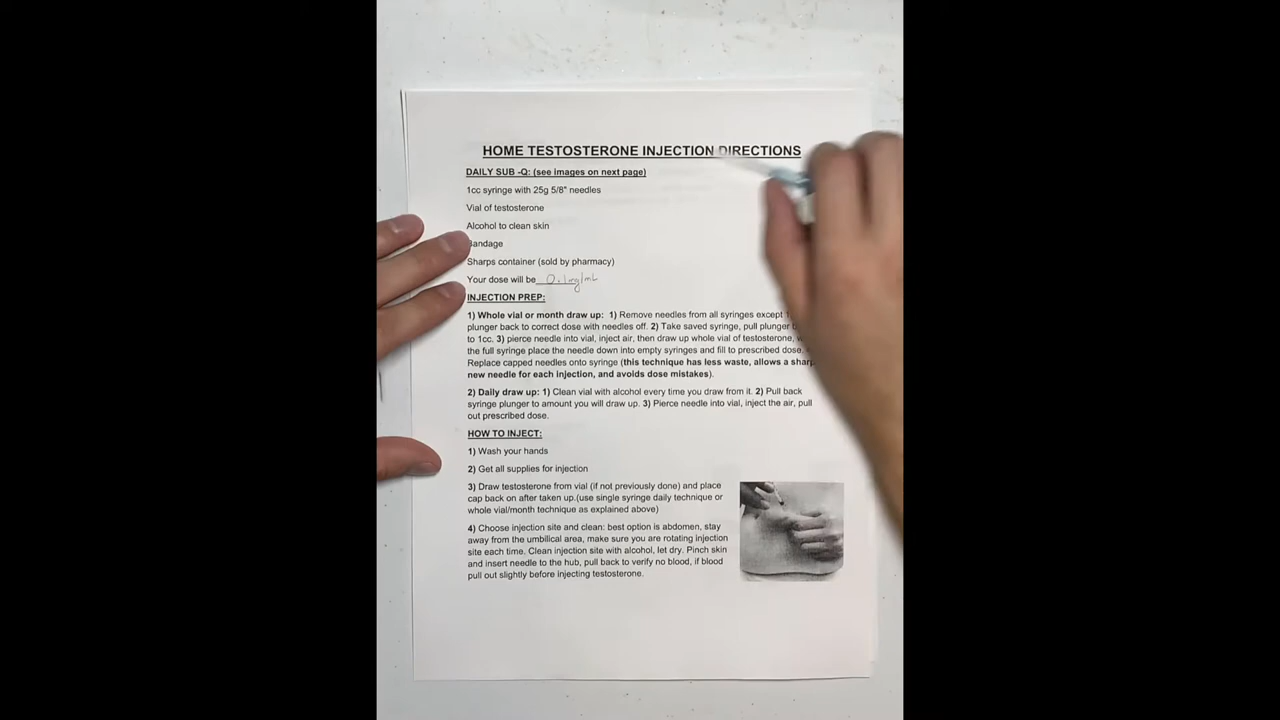 HOME TESTOSTERONE INJECTION DIRECTIONS
DAILY SUB -Q: (see images on next page)
1cc syringe with 25g 5/8" needles
Vial of testosterone
Alcohol to clean skin
Bandage
Sharps container (sold by pharmacy)
Your dose will be 0.1mg/mL
INJECTION PREP:
1) Whole vial or month draw up: 1) Remove needles from all syringes except
plunger back to correct dose with needles off. 2) Take saved syringe, pull plunger
to 1cc. 3) pierce needle into vial, inject air, then draw up whole vial of testosterone,
the full syringe place the needle down into empty syringes and fill to prescribed dose.
Replace capped needles onto syringe (this technique has less waste, allows a sharp
new needle for each injection, and avoids dose mistakes).
2) Daily draw up: 1) Clean vial with alcohol every time you draw from it. 2) Pull back
syringe plunger to amount you will draw up. 3) Pierce needle into vial, inject the air, pull
out prescribed dose.
HOW TO INJECT:
1) Wash your hands
2) Get all supplies for injection
3) Draw testosterone from vial (if not previously done) and place
cap back on after taken up.(use single syringe daily technique or
whole vial/month technique as explained above)
4) Choose injection site and clean: best option is abdomen, stay
away from the umbilical area, make sure you are rotating injection
site each time. Clean injection site with alcohol, let dry. Pinch skin
and insert needle to the hub, pull back to verify no blood, if blood
pull out slightly before injecting testosterone.